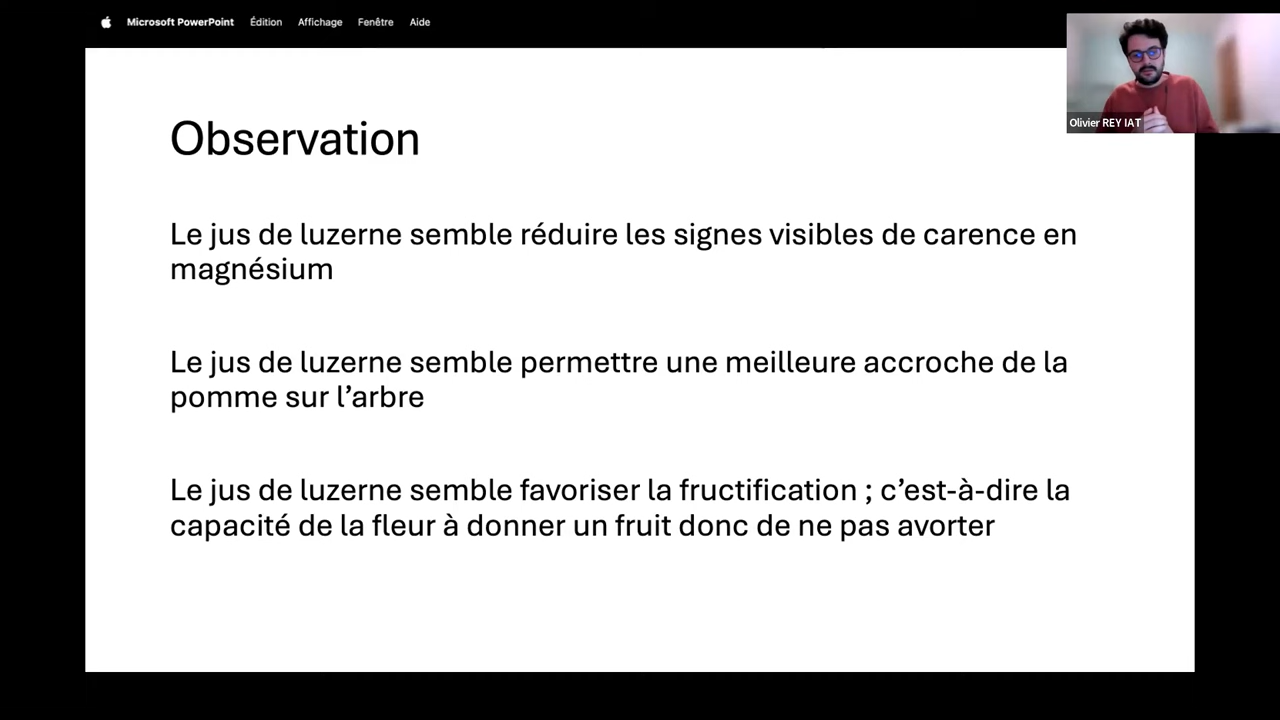 Microsoft PowerPoint Édition Affichage Fenêtre Aide
Olivier REY IAT
Observation
Le jus de luzerne semble réduire les signes visibles de carence en
magnésium
Le jus de luzerne semble permettre une meilleure accroche de la
pomme sur l’arbre
Le jus de luzerne semble favoriser la fructification ; c’est-à-dire la
capacité de la fleur à donner un fruit donc de ne pas avorter